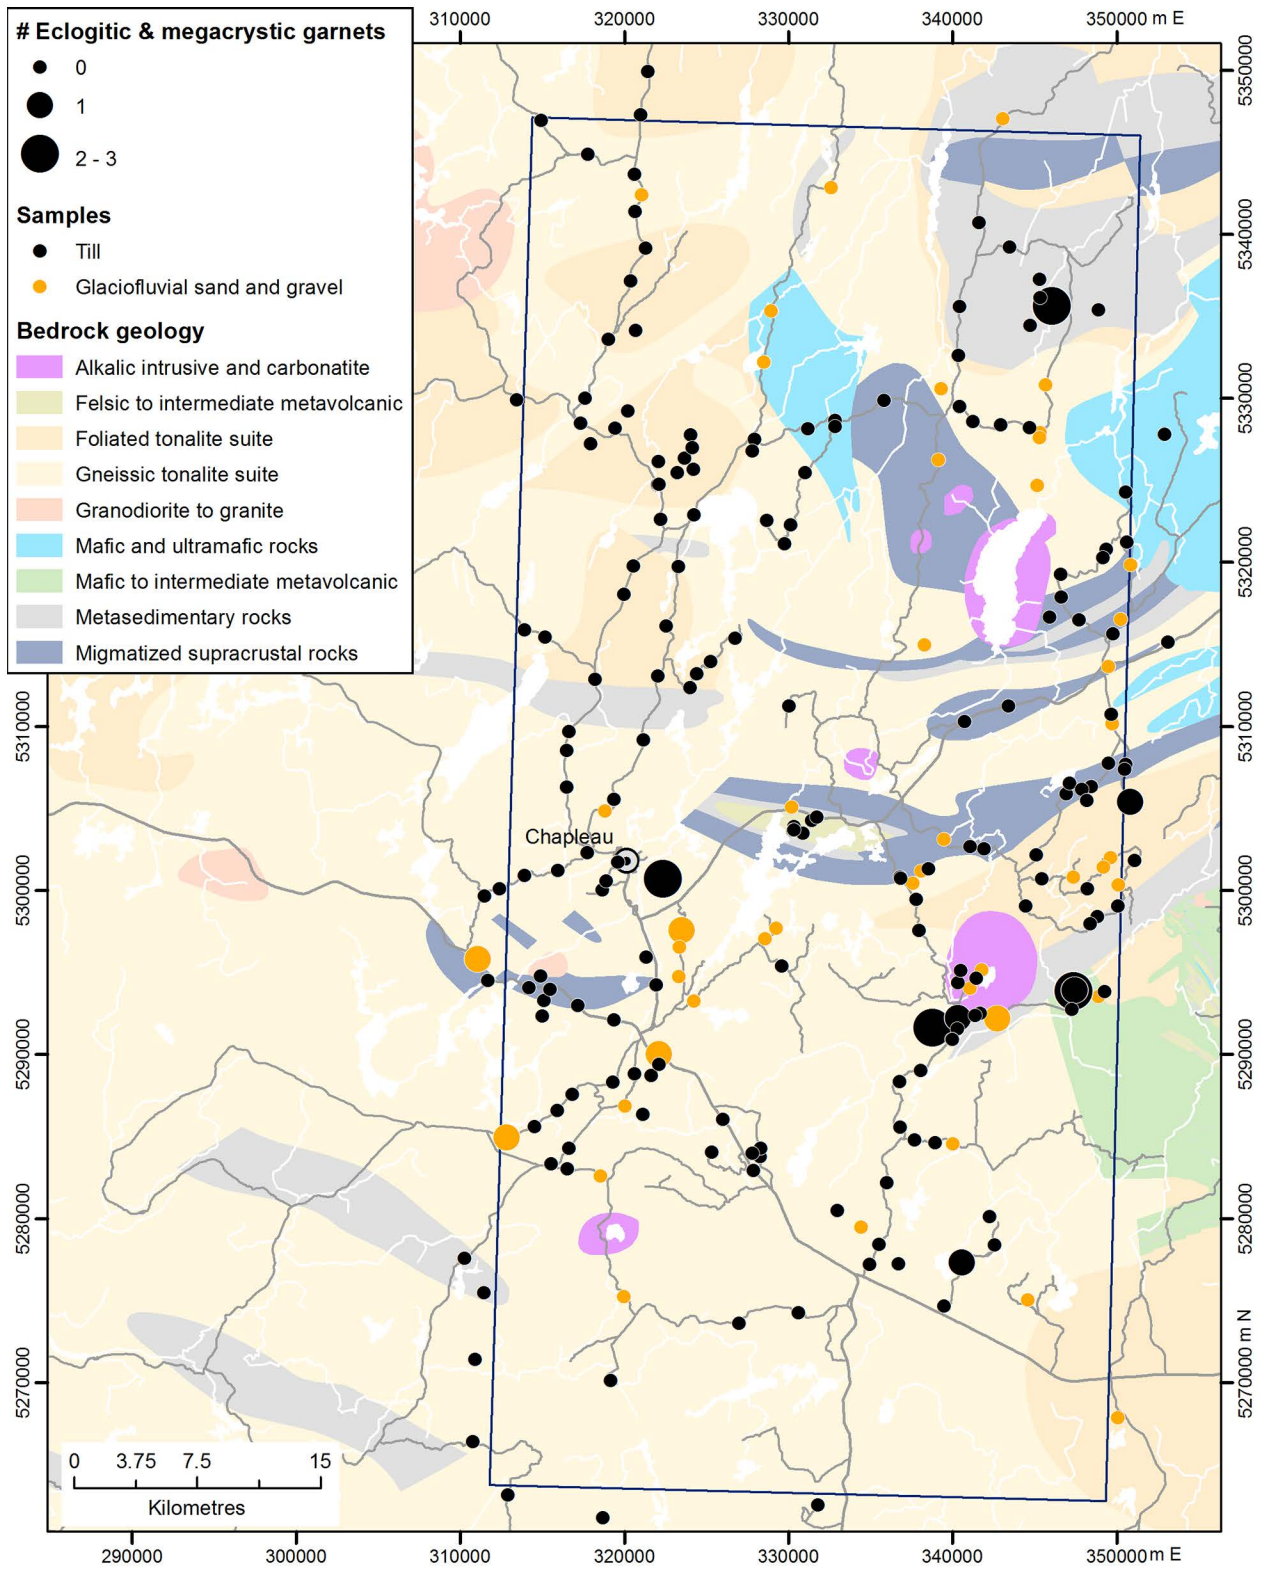 # Eclogitic & megacrystic garnets
0
1
2 - 3
Samples
Till
Glaciofluvial sand and gravel
Bedrock geology
Alkalic intrusive and carbonatite
Felsic to intermediate metavolcanic
Foliated tonalite suite
Gneissic tonalite suite
Granodiorite to granite
Mafic and ultramafic rocks
Mafic to intermediate metavolcanic
Metasedimentary rocks
Migmatized supracrustal rocks
310000
320000
330000
340000
350000 m E
5350000
5340000
5330000
5320000
5310000
5300000
5290000
5280000
5270000 m N
5310000
5300000
5290000
5280000
5270000
Chapleau
0 3.75 7.5 15
Kilometres
290000
300000
310000
320000
330000
340000
350000 m E